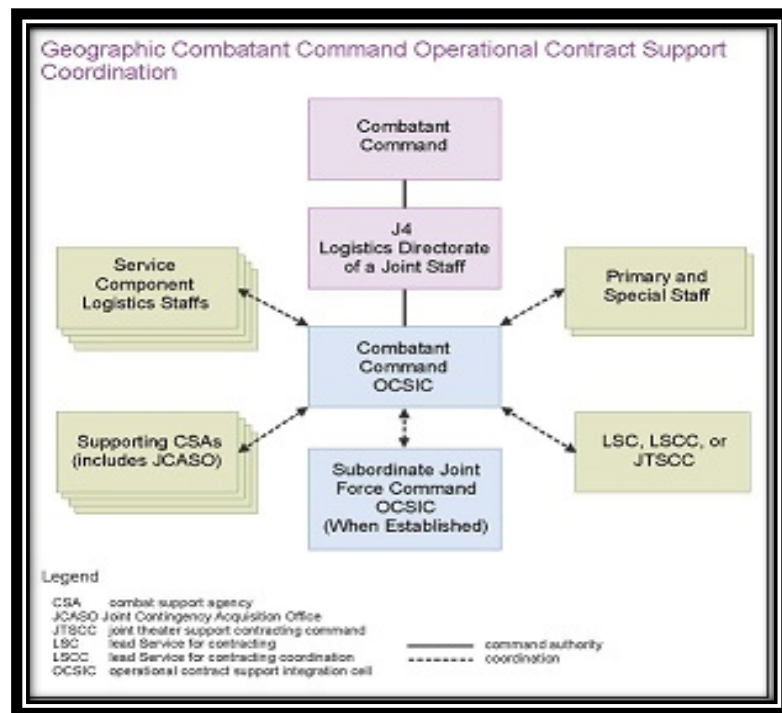 Geographic Combatant Command Operational Contract Support
Coordination
Combatant
Command
J4
Logistics Directorate
of a Joint Staff
Service
Component
Logistics Staffs
Primary and
Special Staff
Combatant
Command
OCSIC
Supporting CSAs
(includes JCASO)
LSC, LSCC, or
JTSCC
Subordinate Joint
Force Command
OCSIC
(When Established)
Legend
CSA combat support agency
JCASO Joint Contingency Acquisition Office
JTSCC joint theater support contracting command
LSC lead Service for contracting
LSCC lead Service for contracting coordination
OCSIC operational contract support integration cell
command authority
coordination